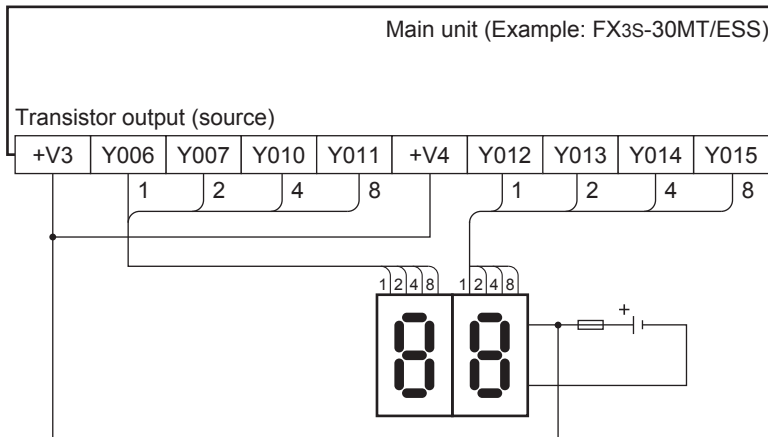 Main unit (Example: FX3S-30MT/ESS)
Transistor output (source)
+V3 Y006 Y007 Y010 Y011 +V4 Y012 Y013 Y014 Y015
1 2 4 8 1 2 4 8
1 2 4 8 1 2 4 8
+
88